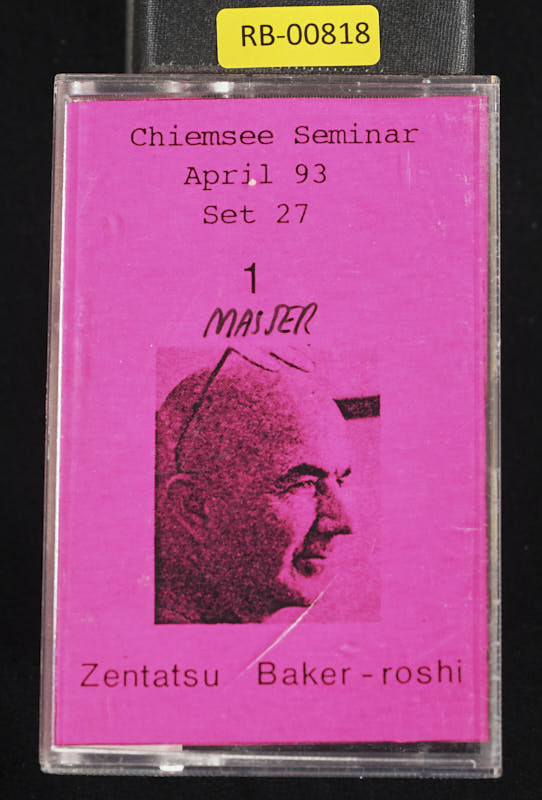 RB-00818
Chiemsee Seminar
April 93
Set 27
1
MASTER
Zentatsu Baker-roshi